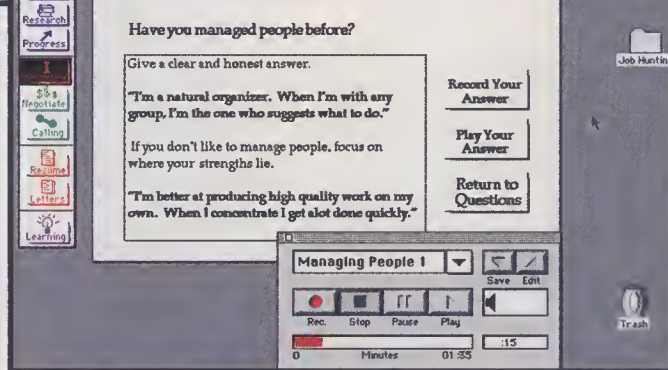 Research
Progress
I
$$$
Negotiate
Calling
Resume
Letters
Learning
Have you managed people before?
Give a clear and honest answer.
"I'm a natural organizer. When I'm with any
group, I'm the one who suggests what to do."
If you don't like to manage people, focus on
where your strengths lie.
"I'm better at producing high quality work on my
own. When I concentrate I get alot done quickly."
Record Your
Answer
Play Your
Answer
Return to
Questions
Managing People 1
Save Edit
Rec. Stop Pause Play
:15
0 Minutes 01:35
Job Huntin
Trash